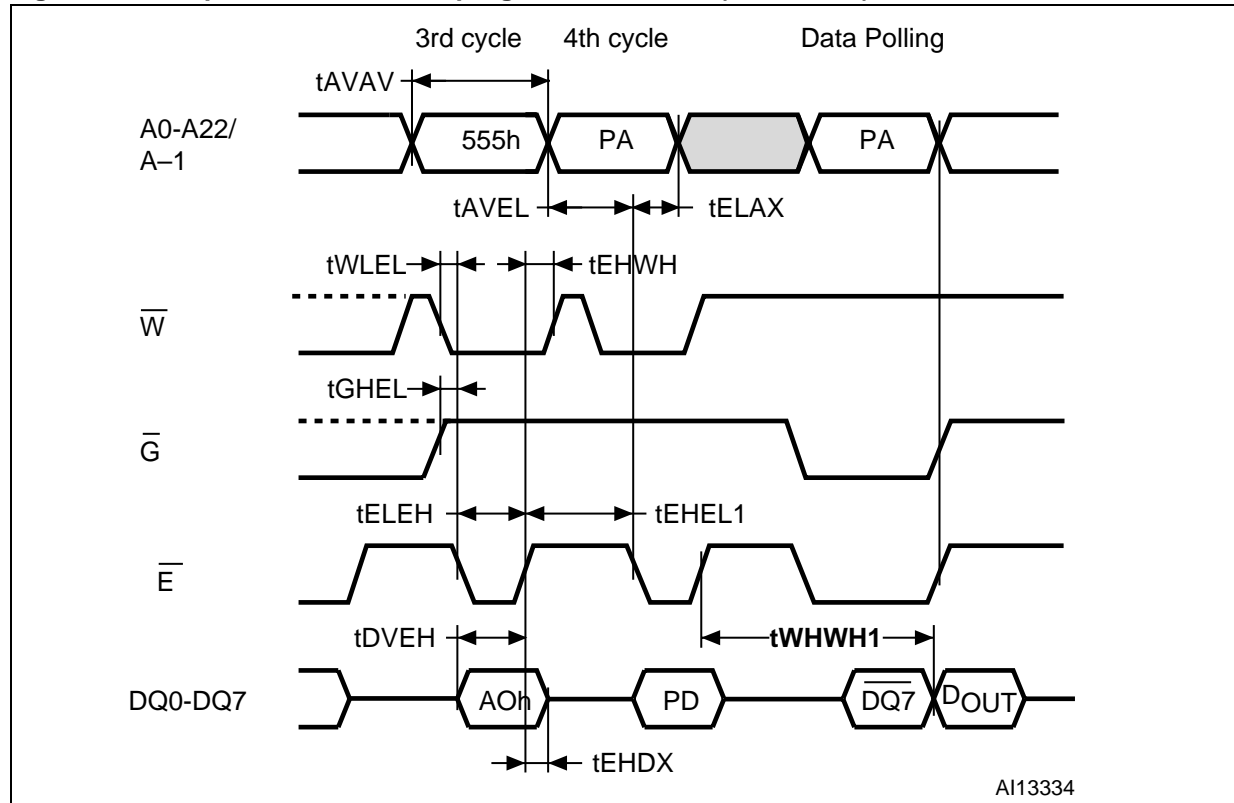 3rd cycle 4th cycle Data Polling
tAVAV
A0-A22/
A–1
555h PA PA
tAVEL tELAX
tWLEL tEHWH
W
tGHEL
G
tELEH tEHEL1
E
tDVEH tWHWH1
DQ0-DQ7 AOh PD DQ7 DOUT
tEHDX
AI13334